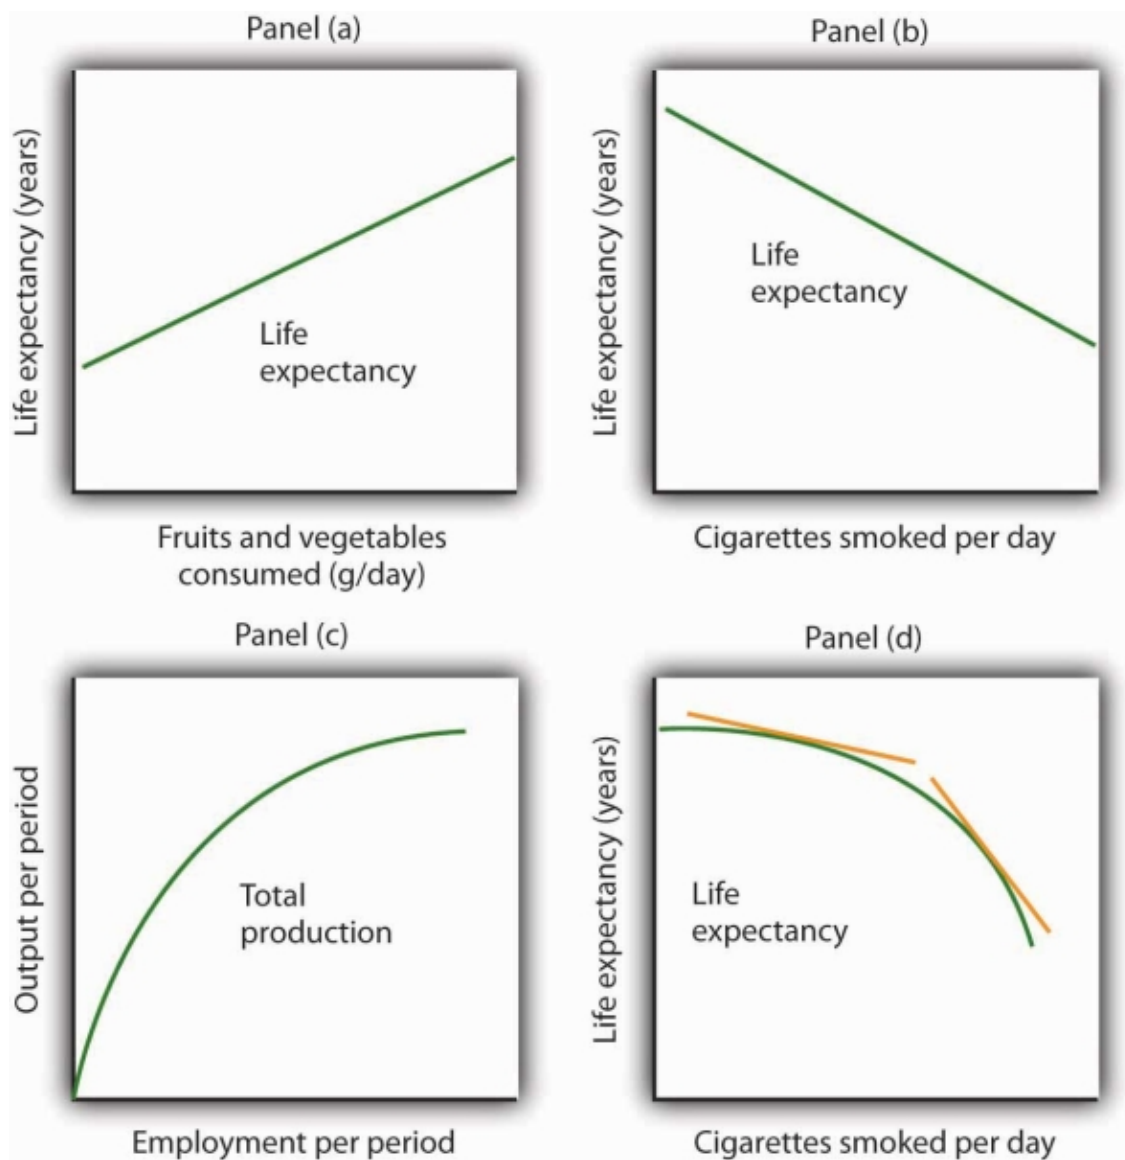 Panel (a)
Life expectancy (years)
Life
expectancy
Fruits and vegetables
consumed (g/day)
Panel (b)
Life expectancy (years)
Life
expectancy
Cigarettes smoked per day
Panel (c)
Output per period
Total
production
Employment per period
Panel (d)
Life expectancy (years)
Life
expectancy
Cigarettes smoked per day